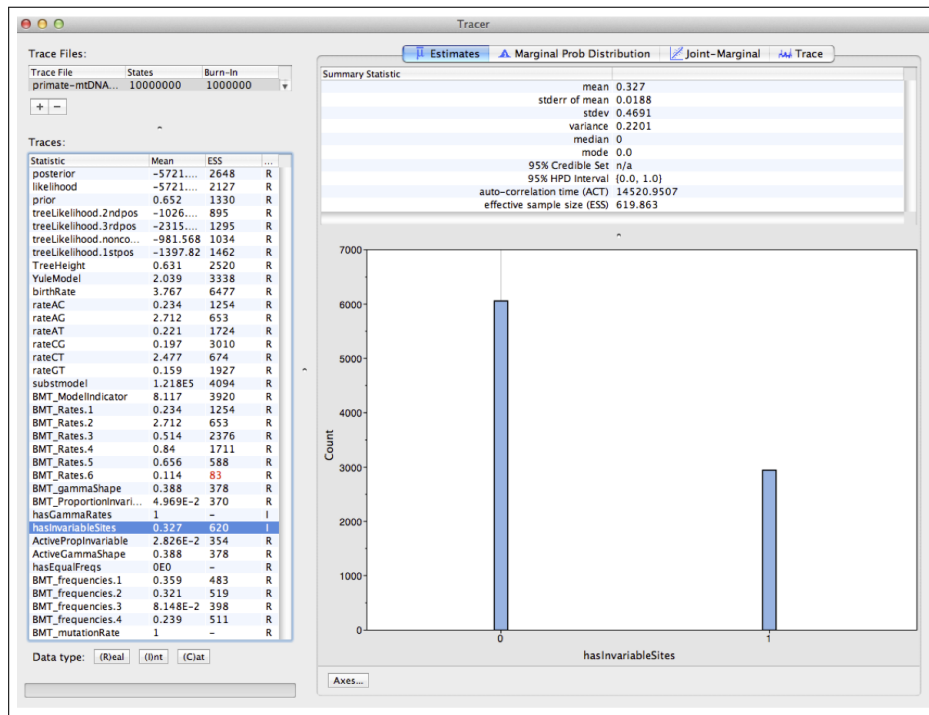 Tracer
Trace Files:
Trace File States Burn-In
primate-mtDNA... 10000000 1000000
+ −
Traces:
Statistic Mean ESS ...
posterior -5721.... 2648 R
likelihood -5721.... 2127 R
prior 0.652 1330 R
treeLikelihood.2ndpos -1026.... 895 R
treeLikelihood.3rdpos -2315.... 1295 R
treeLikelihood.nonco... -981.568 1034 R
treeLikelihood.1stpos -1397.82 1462 R
TreeHeight 0.631 2520 R
YuleModel 2.039 3338 R
birthRate 3.767 6477 R
rateAC 0.234 1254 R
rateAG 2.712 653 R
rateAT 0.221 1724 R
rateCG 0.197 3010 R
rateCT 2.477 674 R
rateGT 0.159 1927 R
substmodel 1.218E5 4094 R
BMT_ModelIndicator 8.117 3920 R
BMT_Rates.1 0.234 1254 R
BMT_Rates.2 2.712 653 R
BMT_Rates.3 0.514 2376 R
BMT_Rates.4 0.84 1711 R
BMT_Rates.5 0.656 588 R
BMT_Rates.6 0.114 83 R
BMT_gammaShape 0.388 378 R
BMT_ProportionInvari... 4.969E-2 370 R
hasGammaRates 1 - I
hasInvariableSites 0.327 620 I
ActivePropInvariable 2.826E-2 354 R
ActiveGammaShape 0.388 378 R
hasEqualFreqs 0E0 - R
BMT_frequencies.1 0.359 483 R
BMT_frequencies.2 0.321 519 R
BMT_frequencies.3 8.148E-2 398 R
BMT_frequencies.4 0.239 511 R
BMT_mutationRate 1 - R
Data type: (R)eal (I)nt (C)at
Estimates Marginal Prob Distribution Joint-Marginal Trace
Summary Statistic
mean 0.327
stderr of mean 0.0188
stdev 0.4691
variance 0.2201
median 0
mode 0.0
95% Credible Set n/a
95% HPD Interval {0.0, 1.0}
auto-correlation time (ACT) 14520.9507
effective sample size (ESS) 619.863
7000
6000
5000
4000
3000
2000
1000
0
Count
0 1
hasInvariableSites
Axes...